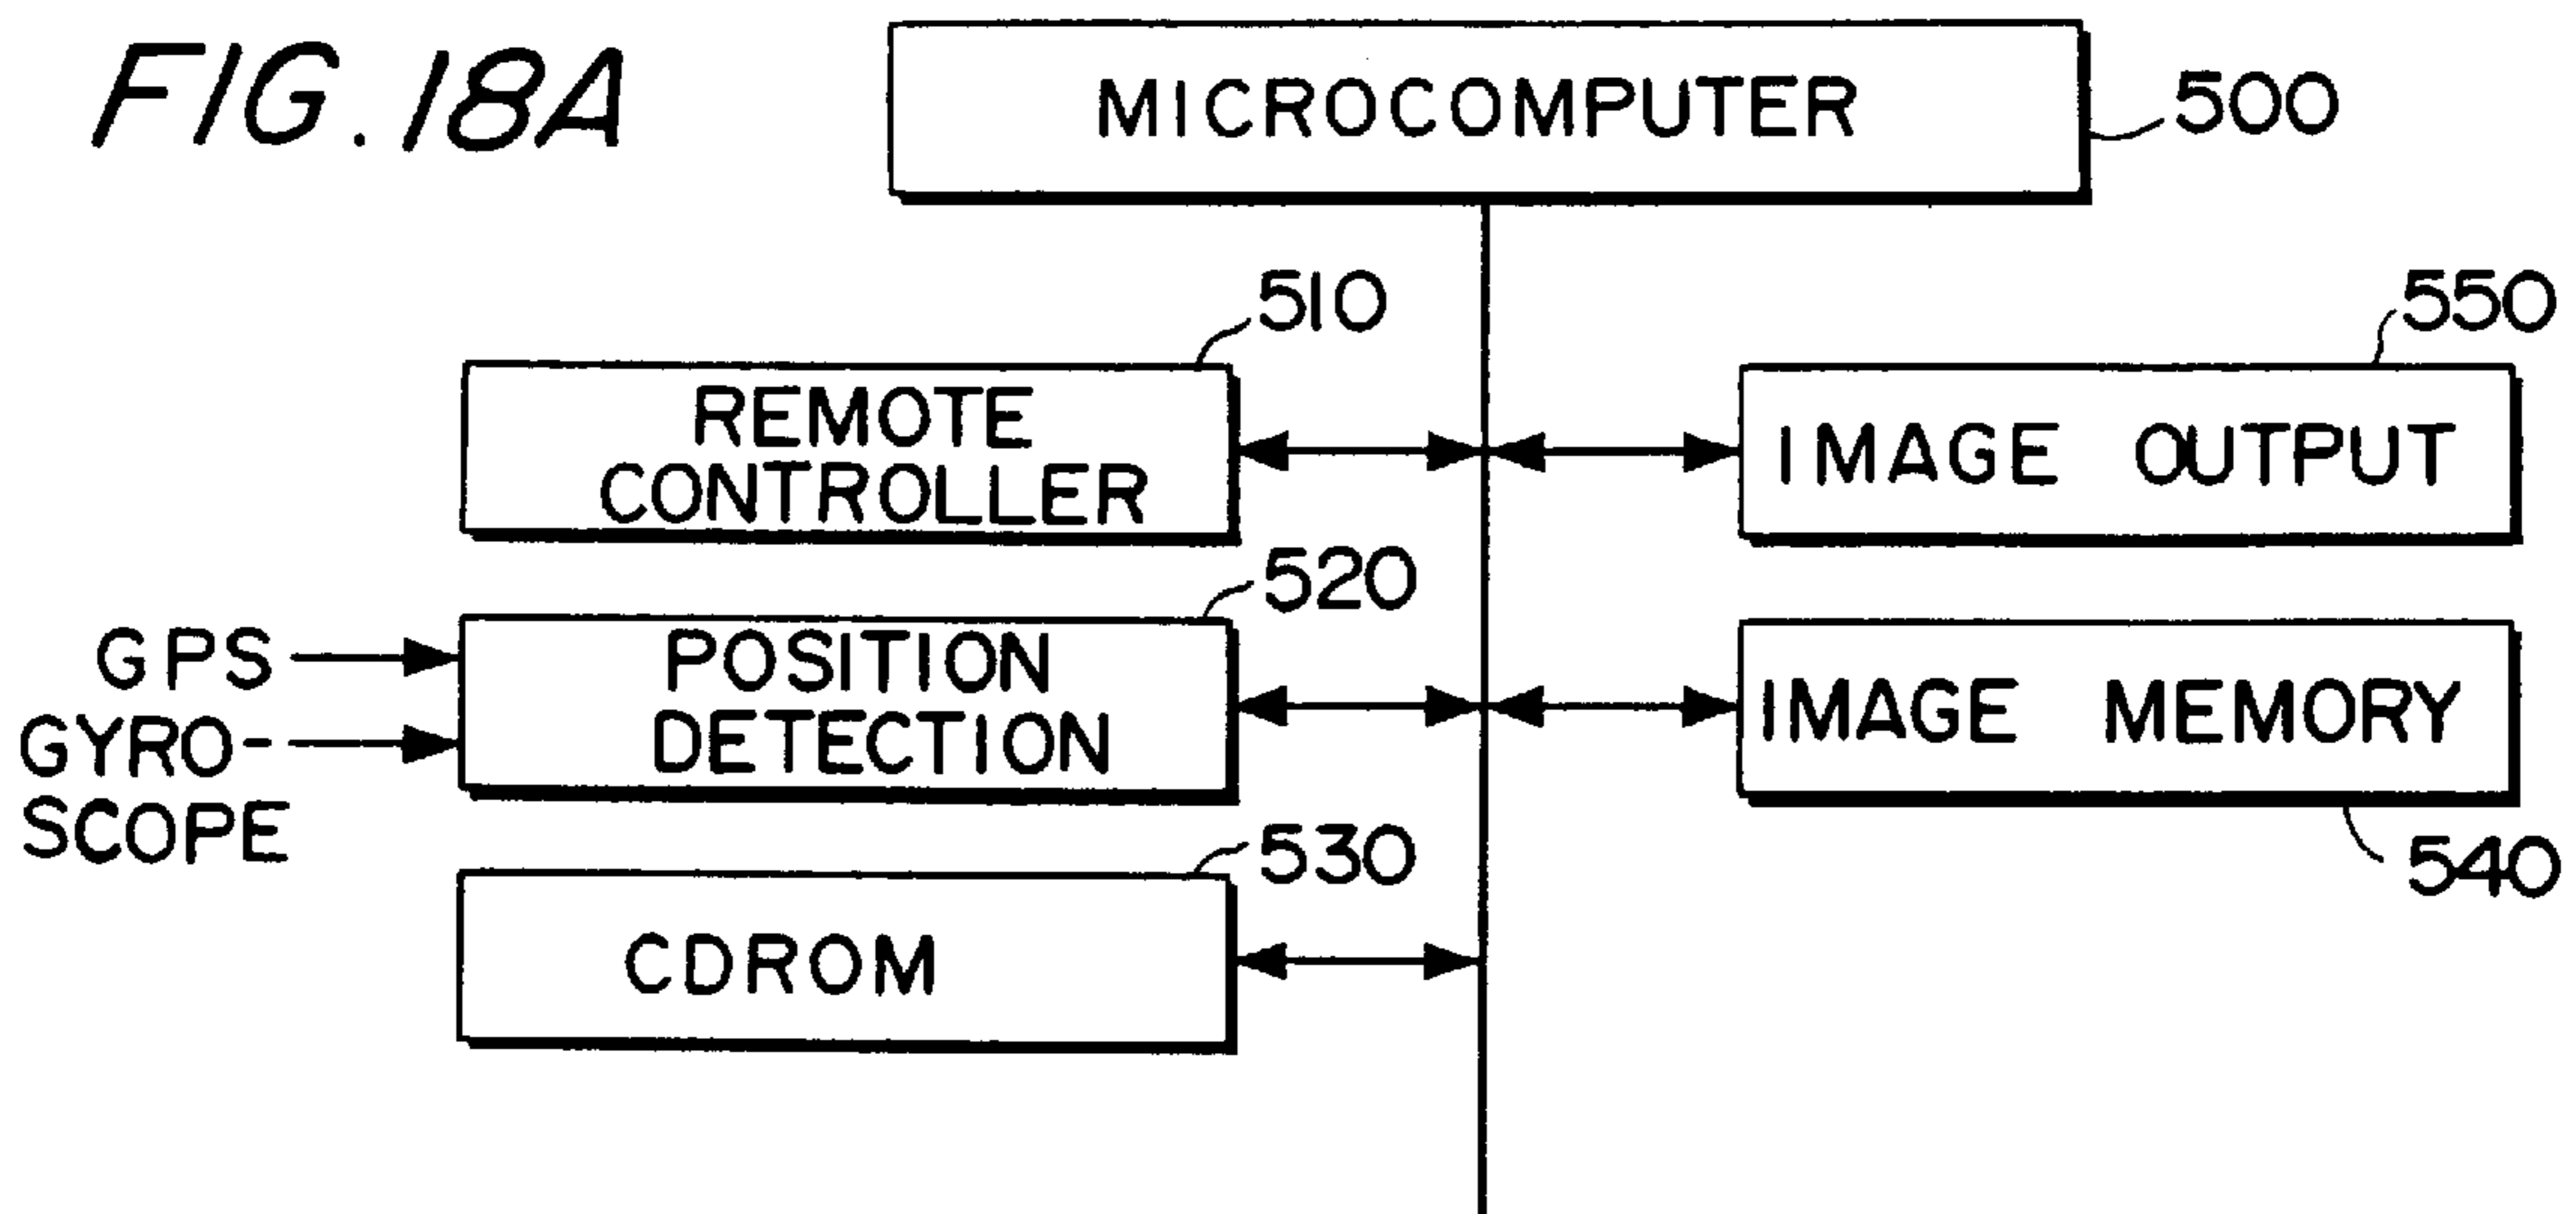 FIG. 18A
MICROCOMPUTER
500
510
550
REMOTE
CONTROLLER
IMAGE OUTPUT
520
GPS
GYRO-
SCOPE
POSITION
DETECTION
IMAGE MEMORY
530
540
CDROM